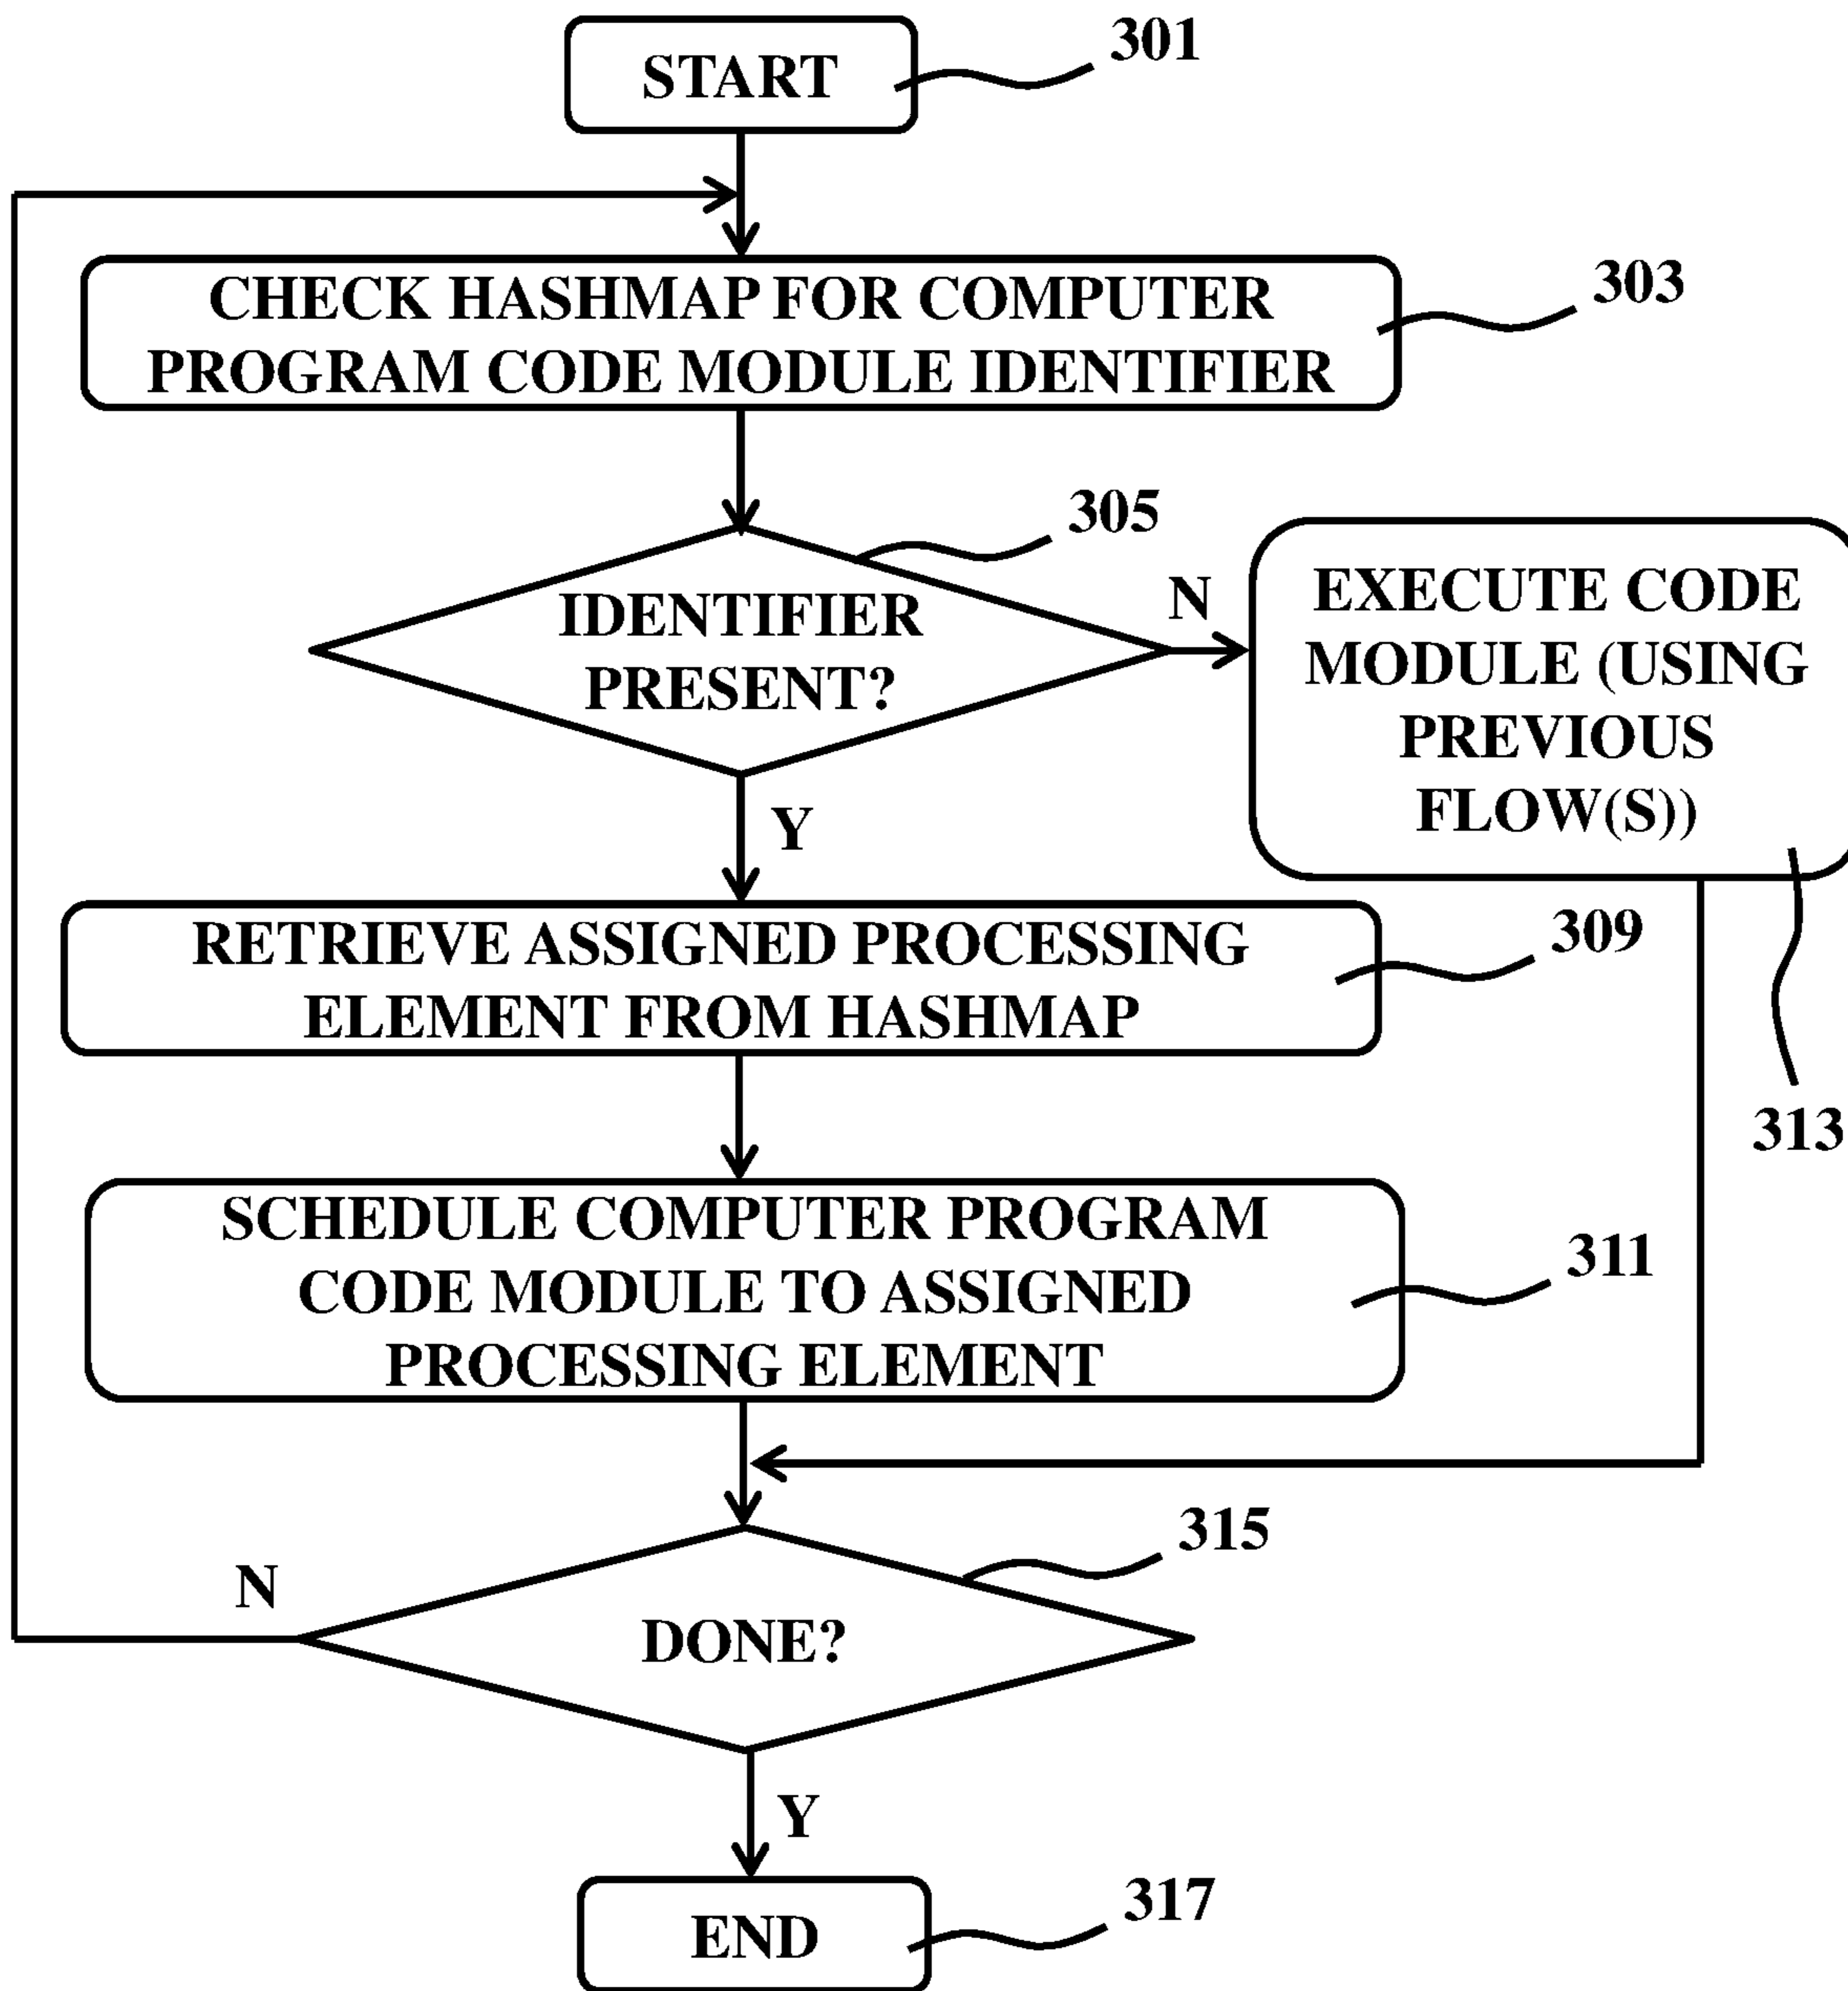 START
301
CHECK HASHMAP FOR COMPUTER
PROGRAM CODE MODULE IDENTIFIER
303
305
IDENTIFIER
PRESENT?
N
EXECUTE CODE
MODULE (USING
PREVIOUS
FLOW(S))
313
Y
RETRIEVE ASSIGNED PROCESSING
ELEMENT FROM HASHMAP
309
SCHEDULE COMPUTER PROGRAM
CODE MODULE TO ASSIGNED
PROCESSING ELEMENT
311
315
DONE?
N
Y
END
317